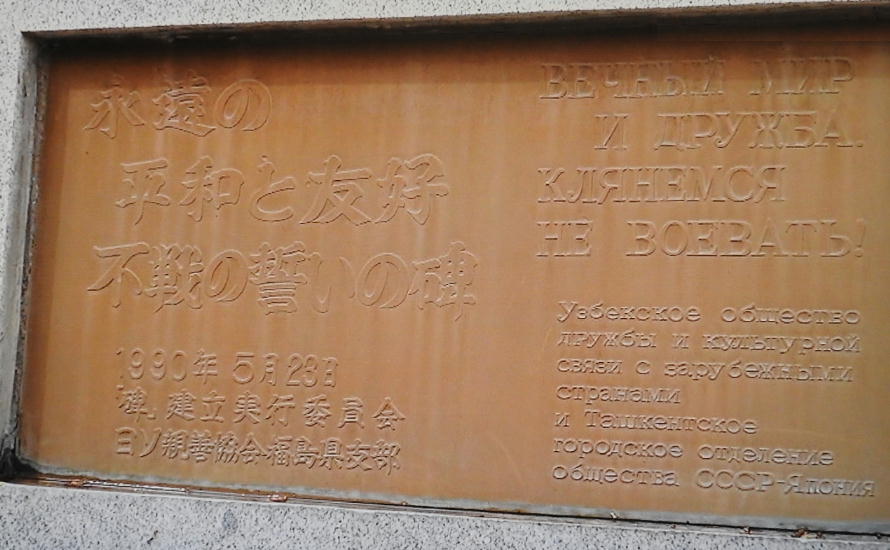 永遠の
平和と友好
不戦の誓いの碑
1990年5月23日
「碑」建立実行委員会
日ソ親善協会福島県支部
ВЕЧНЫЙ МИР
И ДРУЖБА.
КЛЯНЕМСЯ
НЕ ВОЕВАТЬ!
Узбекское общество
дружбы и культурной
связи с зарубежными
странами
и Ташкентское
городское отделение
общества СССР-Япония